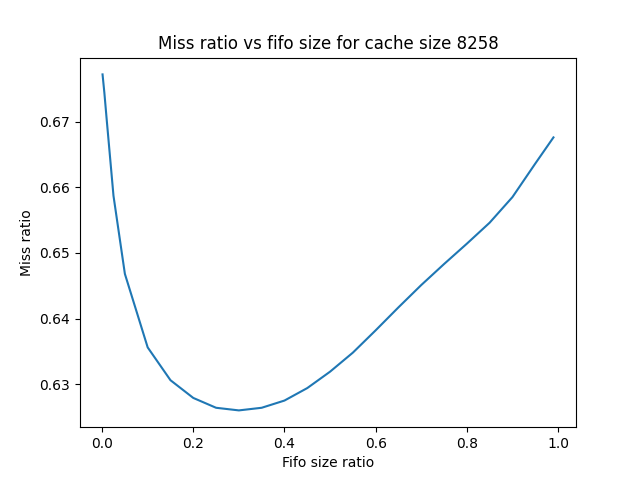 Miss ratio vs fifo size for cache size 8258
0.67
0.66
0.65
0.64
0.63
Miss ratio
0.0 0.2 0.4 0.6 0.8 1.0
Fifo size ratio